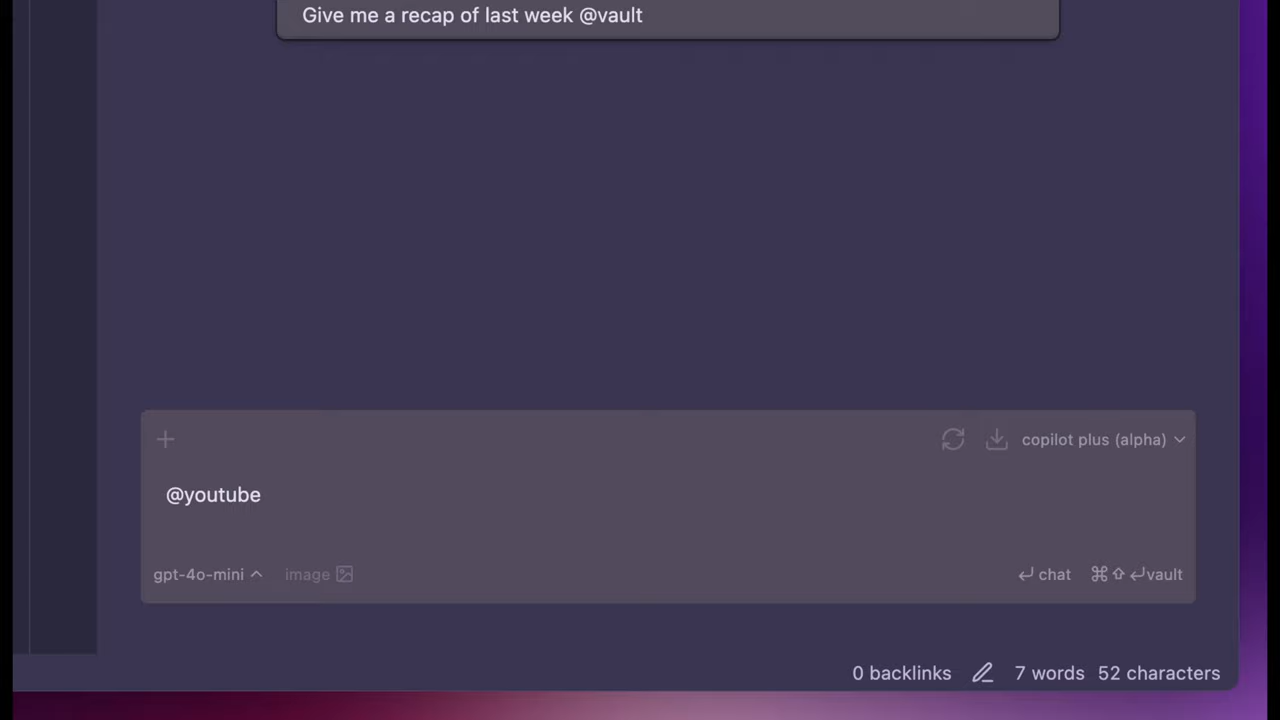 Give me a recap of last week @vault
copilot plus (alpha)
@youtube
gpt-4o-mini image chat ⌘⇧↵vault
0 backlinks 7 words 52 characters